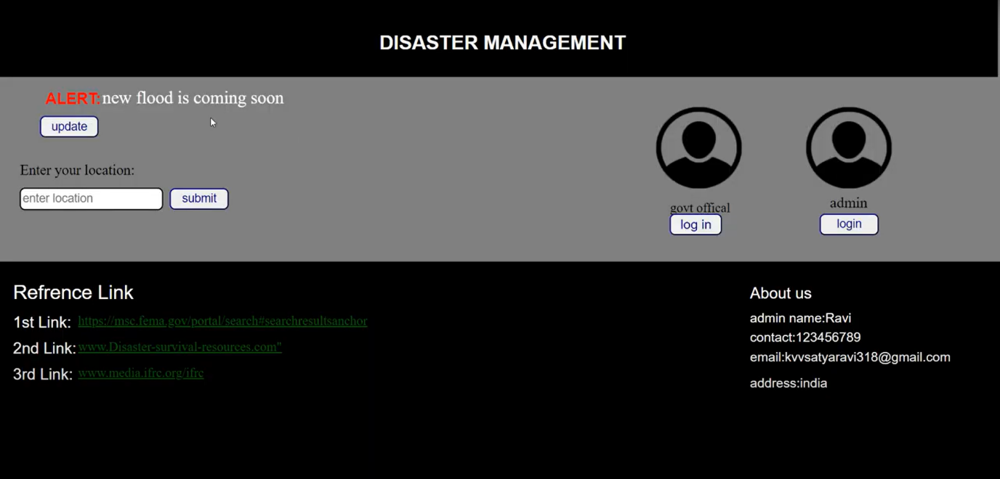 DISASTER MANAGEMENT
ALERT: new flood is coming soon
update
Enter your location:
enter location submit
govt offical
log in
admin
login
Refrence Link
1st Link: https://msc.fema.gov/portal/search#searchresultsanchor
2nd Link: www.Disaster-survival-resources.com"
3rd Link: www.media.ifrc.org/ifrc
About us
admin name:Ravi
contact:123456789
email:kvvsatyaravi318@gmail.com
address:india